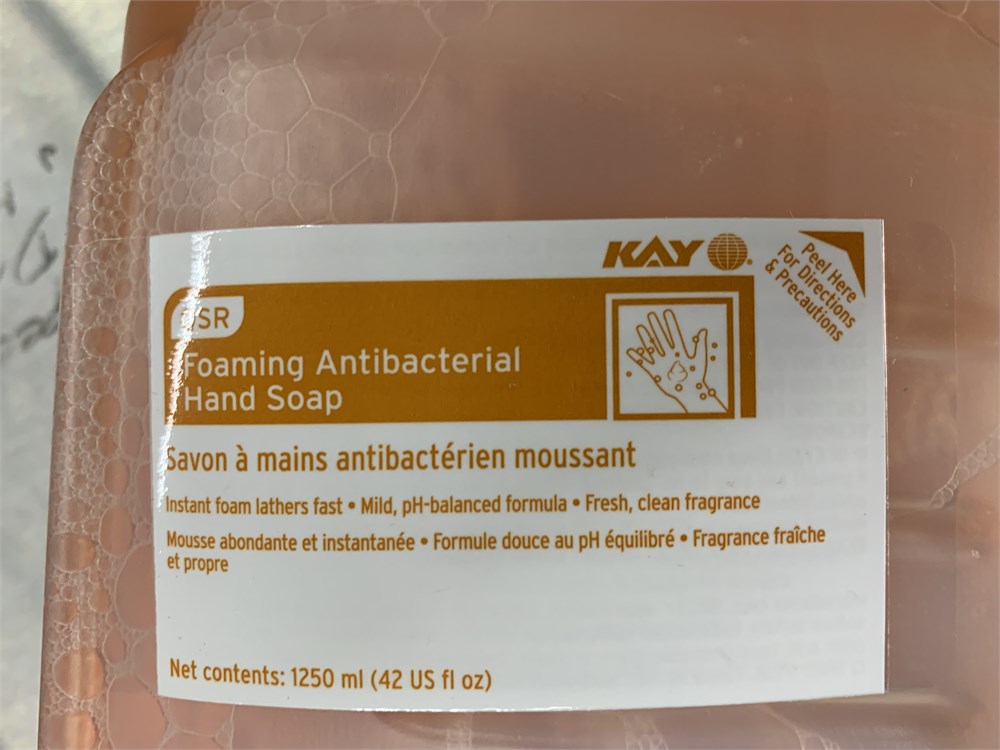 KAY
Peel Here
For Directions
& Precautions
QSR
Foaming Antibacterial
Hand Soap
Savon à mains antibactérien moussant
Instant foam lathers fast • Mild, pH-balanced formula • Fresh, clean fragrance
Mousse abondante et instantanée • Formule douce au pH équilibré • Fragrance fraîche
et propre
Net contents: 1250 ml (42 US fl oz)